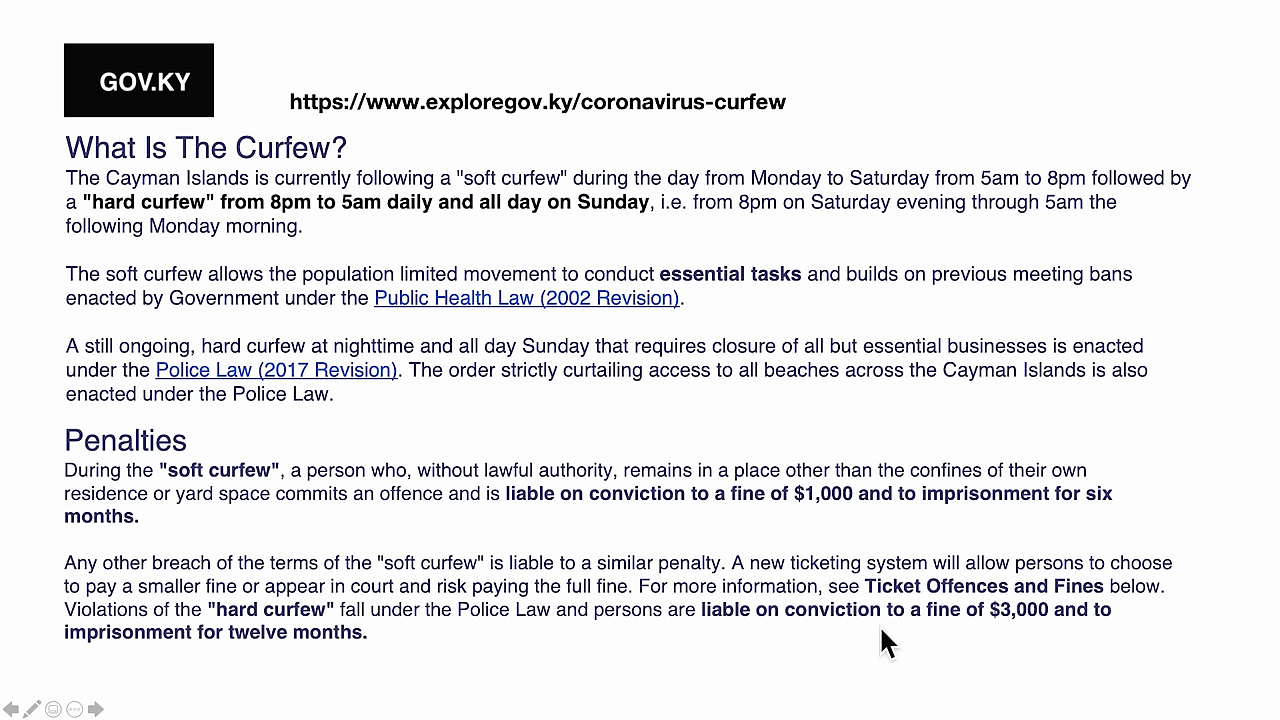 GOV.KY
https://www.exploregov.ky/coronavirus-curfew
What Is The Curfew?
The Cayman Islands is currently following a "soft curfew" during the day from Monday to Saturday from 5am to 8pm followed by
a "hard curfew" from 8pm to 5am daily and all day on Sunday, i.e. from 8pm on Saturday evening through 5am the
following Monday morning.
The soft curfew allows the population limited movement to conduct essential tasks and builds on previous meeting bans
enacted by Government under the Public Health Law (2002 Revision).
A still ongoing, hard curfew at nighttime and all day Sunday that requires closure of all but essential businesses is enacted
under the Police Law (2017 Revision). The order strictly curtailing access to all beaches across the Cayman Islands is also
enacted under the Police Law.
Penalties
During the "soft curfew", a person who, without lawful authority, remains in a place other than the confines of their own
residence or yard space commits an offence and is liable on conviction to a fine of $1,000 and to imprisonment for six
months.
Any other breach of the terms of the "soft curfew" is liable to a similar penalty. A new ticketing system will allow persons to choose
to pay a smaller fine or appear in court and risk paying the full fine. For more information, see Ticket Offences and Fines below.
Violations of the "hard curfew" fall under the Police Law and persons are liable on conviction to a fine of $3,000 and to
imprisonment for twelve months.